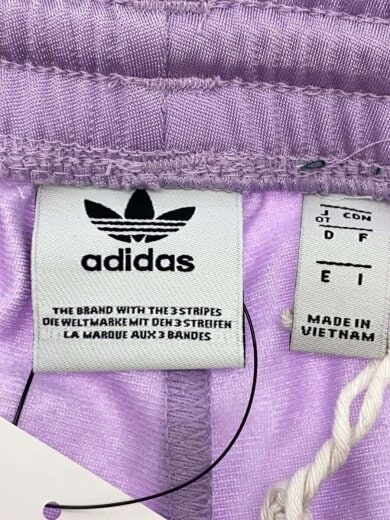 adidas
THE BRAND WITH THE 3 STRIPES
DIE WELTMARKE MIT DEN 3 STREIFEN
LA MARQUE AUX 3 BANDES
J CDN
OT
D F
E I
MADE IN
VIETNAM